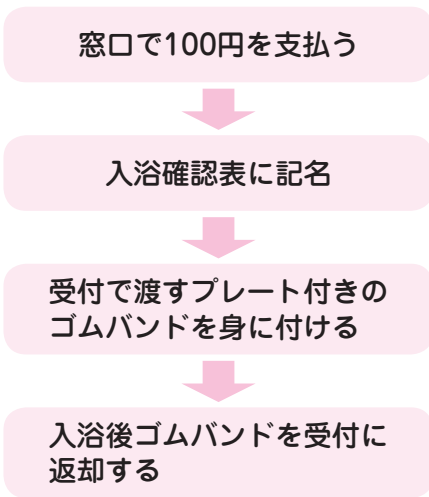 窓口で100円を支払う
入浴確認表に記名
受付で渡すプレート付きの
ゴムバンドを身に付ける
入浴後ゴムバンドを受付に
返却する